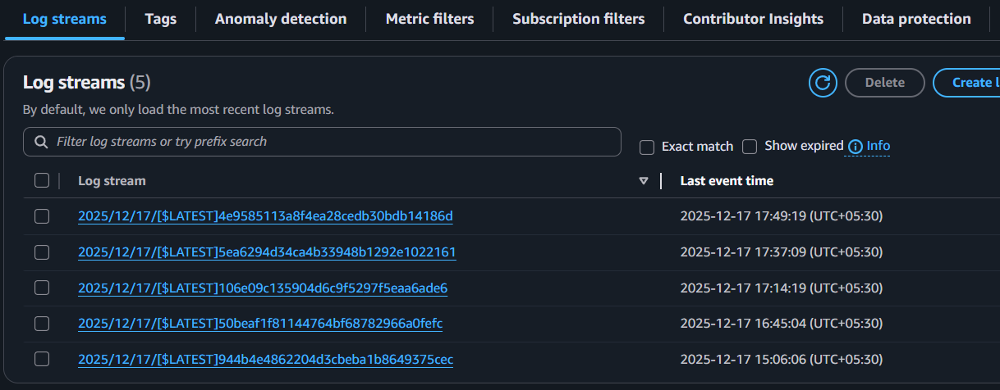 Log streams Tags Anomaly detection Metric filters Subscription filters Contributor Insights Data protection
Log streams (5)
Delete
Create l
By default, we only load the most recent log streams.
Filter log streams or try prefix search
Exact match
Show expired
Info
Log stream Last event time
2025/12/17/[$LATEST]4e9585113a8f4ea28cedb30bdb14186d 2025-12-17 17:49:19 (UTC+05:30)
2025/12/17/[$LATEST]5ea6294d34ca4b33948b1292e1022161 2025-12-17 17:37:09 (UTC+05:30)
2025/12/17/[$LATEST]106e09c135904d6c9f5297f5eaa6ade6 2025-12-17 17:14:19 (UTC+05:30)
2025/12/17/[$LATEST]50beaf1f81144764bf68782966a0fefc 2025-12-17 16:45:04 (UTC+05:30)
2025/12/17/[$LATEST]944b4e4862204d3cbeba1b8649375cec 2025-12-17 15:06:06 (UTC+05:30)